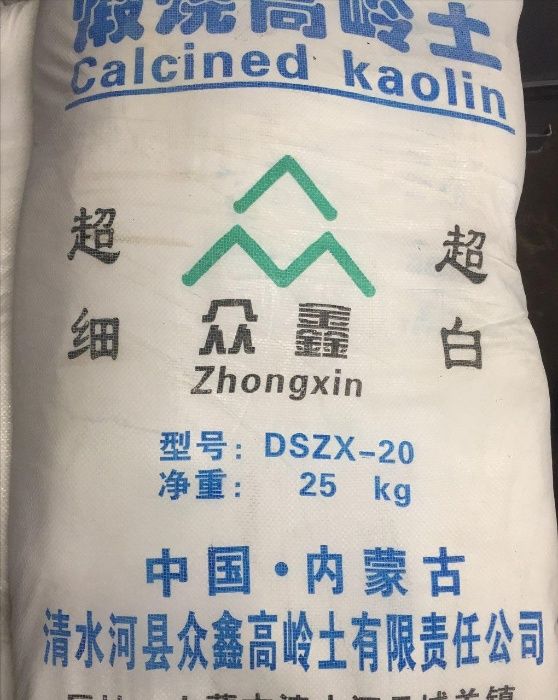 煅烧高岭土
Calcined kaolin
超细
超白
众鑫
Zhongxin
型号：DSZX-20
净重：25 kg
中国·内蒙古
清水河县众鑫高岭土有限责任公司